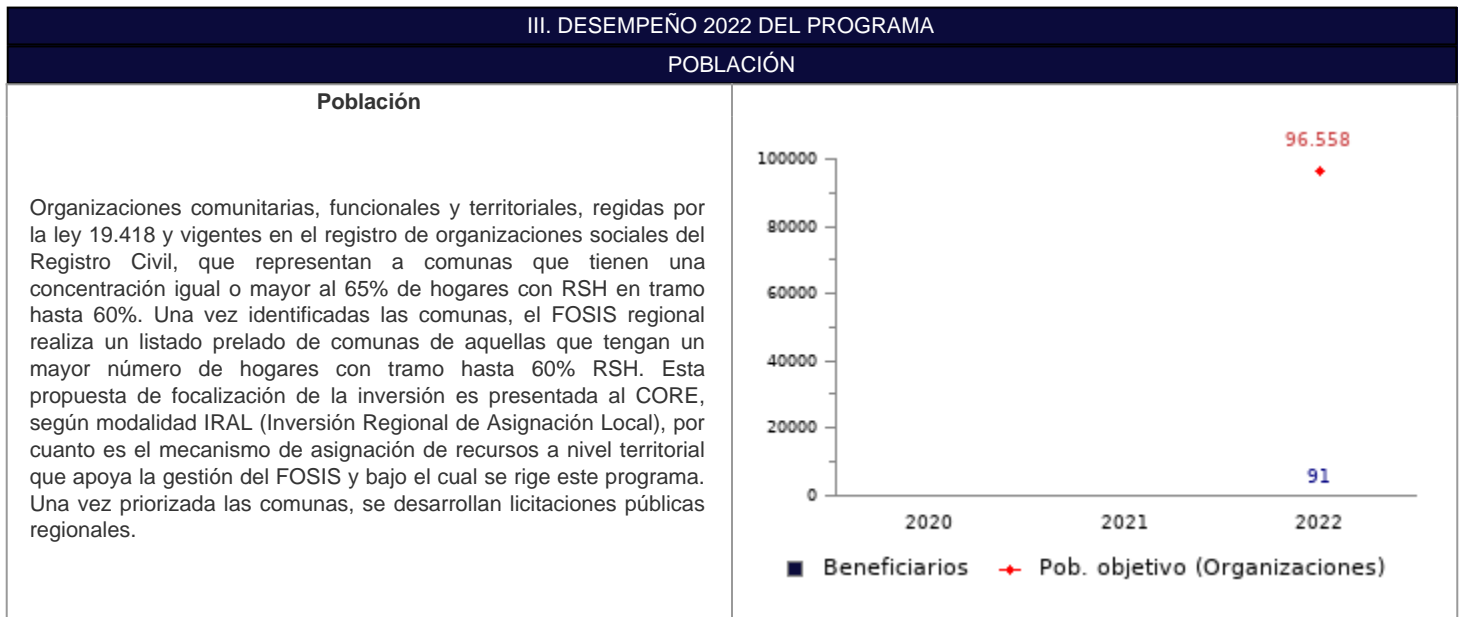 III. DESEMPEÑO 2022 DEL PROGRAMA
POBLACIÓN
Población
Organizaciones comunitarias, funcionales y territoriales, regidas por
la ley 19.418 y vigentes en el registro de organizaciones sociales del
Registro Civil, que representan a comunas que tienen una
concentración igual o mayor al 65% de hogares con RSH en tramo
hasta 60%. Una vez identificadas las comunas, el FOSIS regional
realiza un listado prelado de comunas de aquellas que tengan un
mayor número de hogares con tramo hasta 60% RSH. Esta
propuesta de focalización de la inversión es presentada al CORE,
según modalidad IRAL (Inversión Regional de Asignación Local), por
cuanto es el mecanismo de asignación de recursos a nivel territorial
que apoya la gestión del FOSIS y bajo el cual se rige este programa.
Una vez priorizada las comunas, se desarrollan licitaciones públicas
regionales.
96.558
100000
80000
60000
40000
20000
91
0
2020 2021 2022
Beneficiarios Pob. objetivo (Organizaciones)